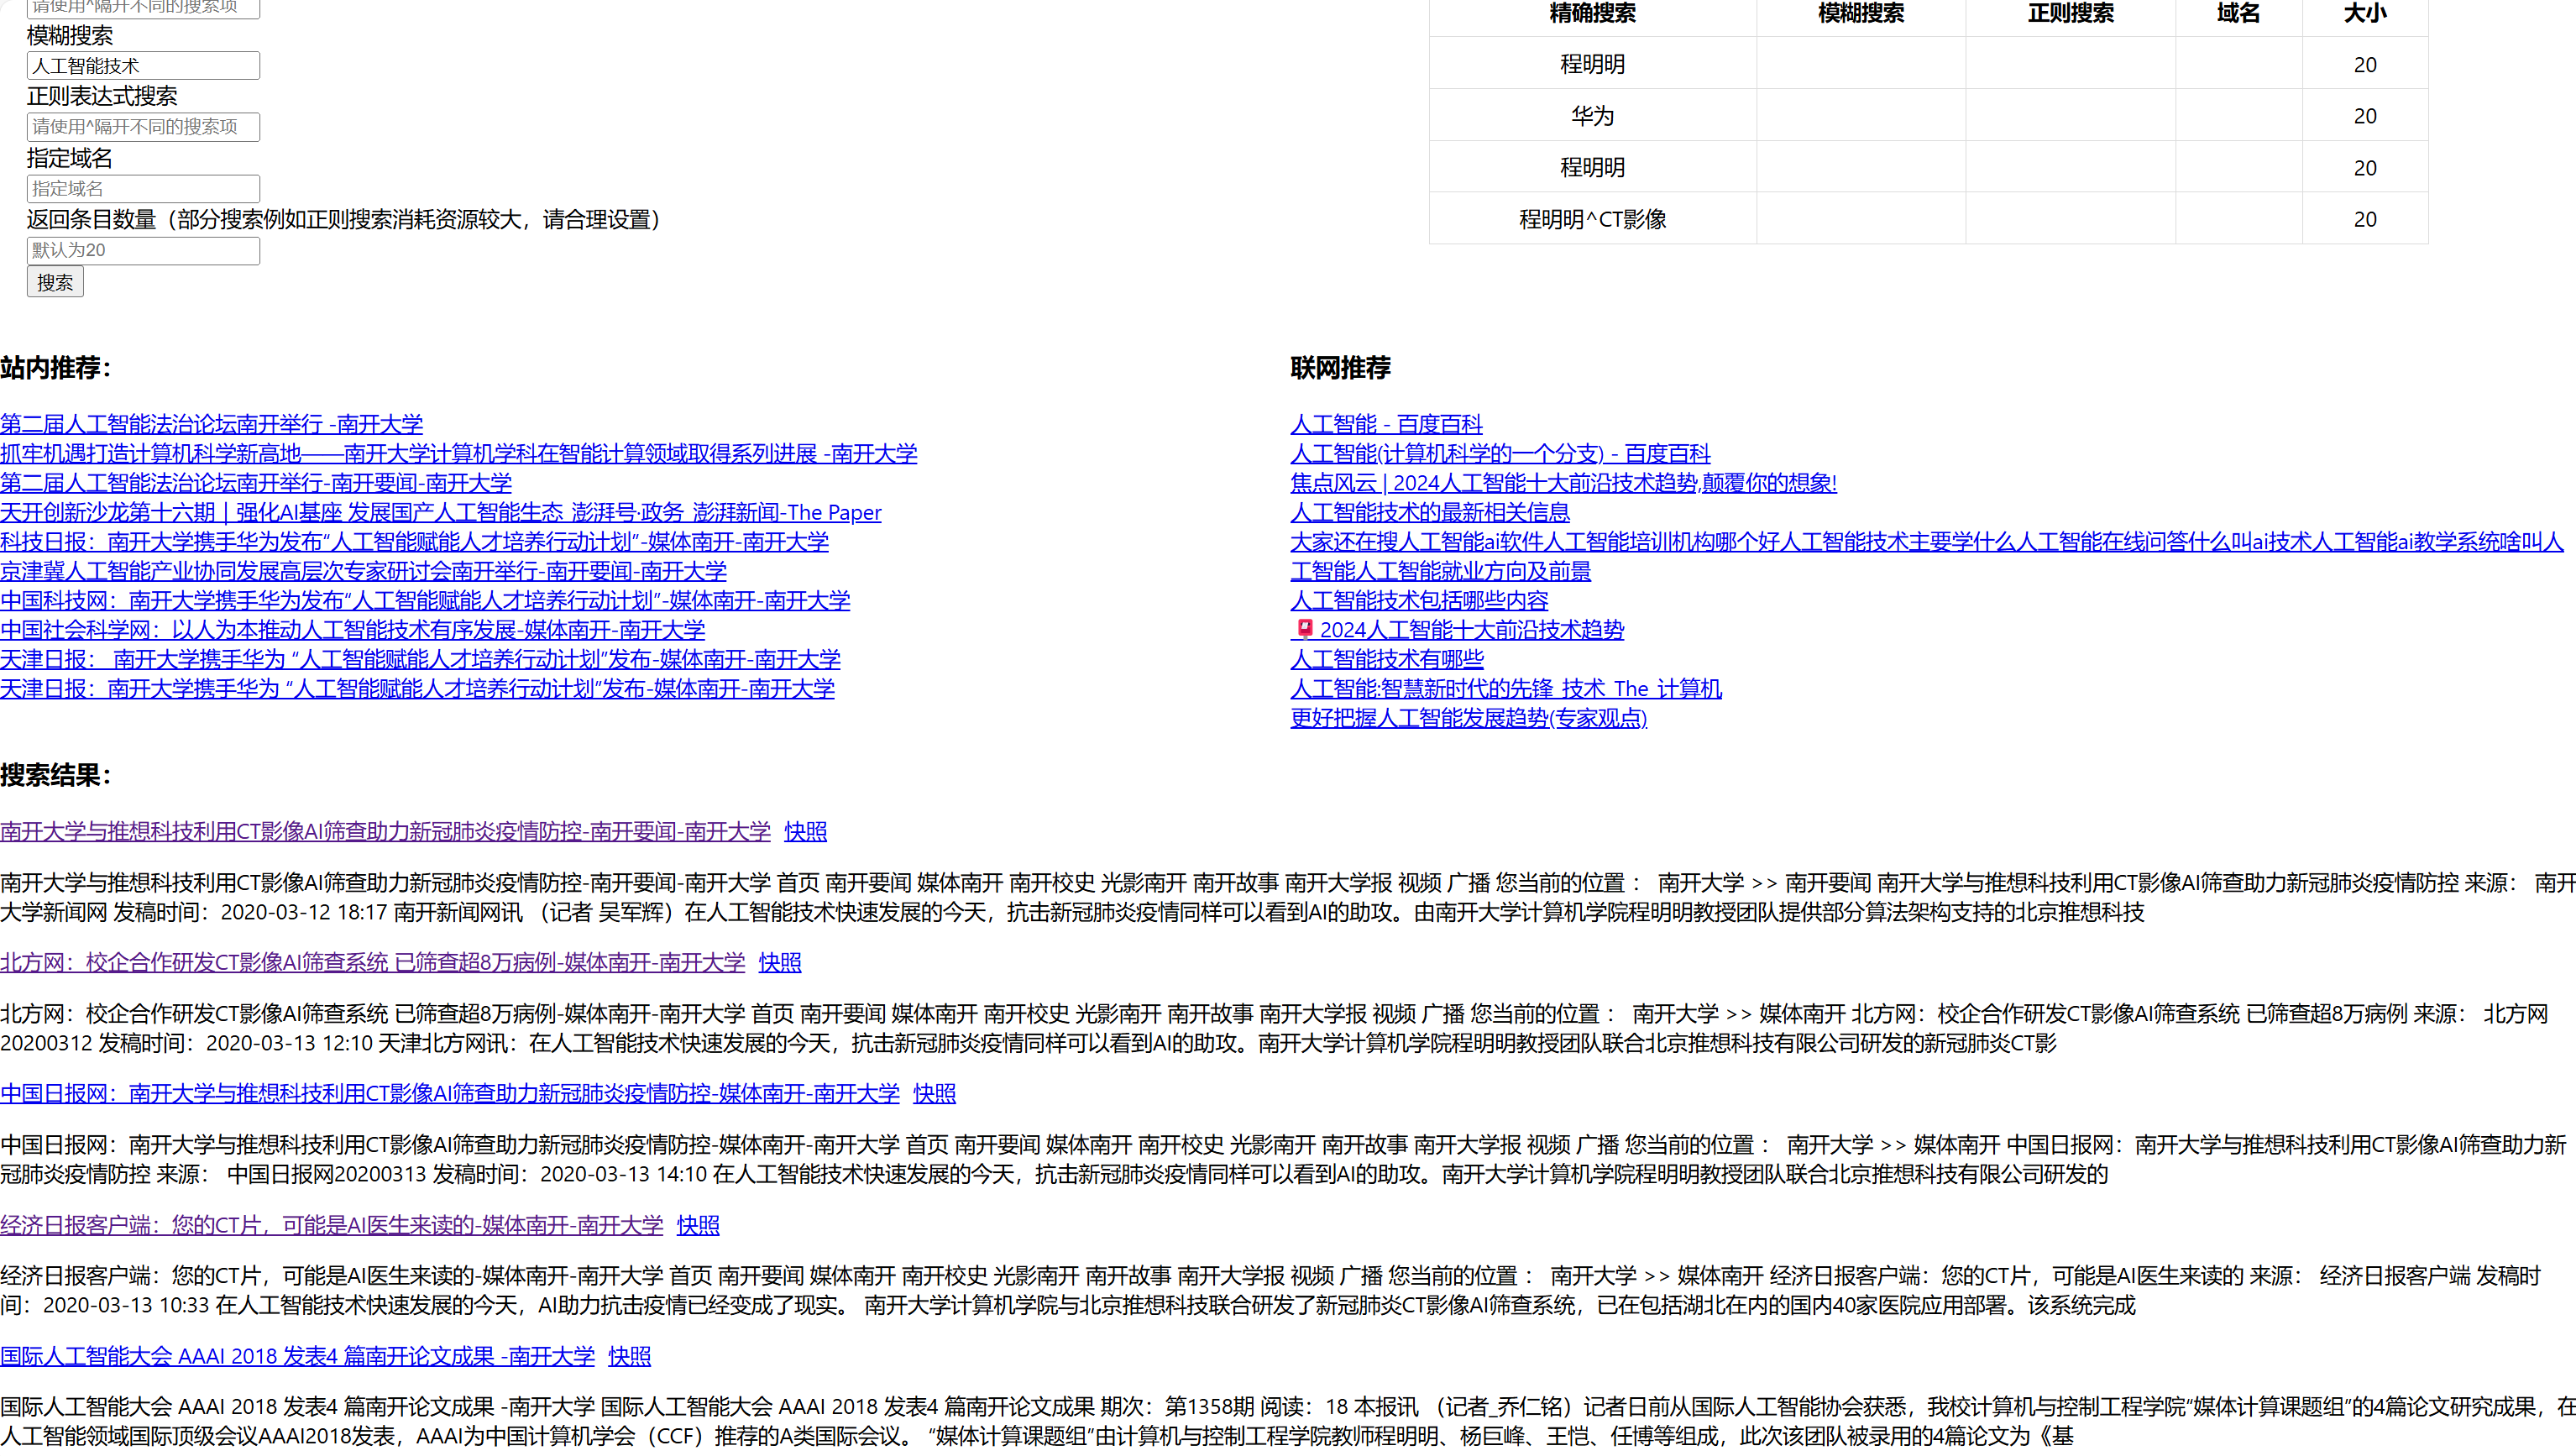 请使用^隔开不同的搜索项
模糊搜索
人工智能技术
正则表达式搜索
请使用^隔开不同的搜索项
指定域名
指定域名
返回条目数量（部分搜索例如正则搜索消耗资源较大，请合理设置）
默认为20
搜索
精确搜索 模糊搜索 正则搜索 域名 大小
程明明 20
华为 20
程明明 20
程明明^CT影像 20
站内推荐：
第二届人工智能法治论坛南开举行 -南开大学
抓牢机遇打造计算机科学新高地——南开大学计算机学科在智能计算领域取得系列进展 -南开大学
第二届人工智能法治论坛南开举行-南开要闻-南开大学
天开创新沙龙第十六期 | 强化AI基座 发展国产人工智能生态_澎湃号·政务_澎湃新闻-The Paper
科技日报：南开大学携手华为发布“人工智能赋能人才培养行动计划”-媒体南开-南开大学
京津冀人工智能产业协同发展高层次专家研讨会南开举行-南开要闻-南开大学
中国科技网：南开大学携手华为发布“人工智能赋能人才培养行动计划”-媒体南开-南开大学
中国社会科学网：以人为本推动人工智能技术有序发展-媒体南开-南开大学
天津日报： 南开大学携手华为 “人工智能赋能人才培养行动计划”发布-媒体南开-南开大学
天津日报：南开大学携手华为 “人工智能赋能人才培养行动计划”发布-媒体南开-南开大学
联网推荐
人工智能 - 百度百科
人工智能(计算机科学的一个分支) - 百度百科
焦点风云 | 2024人工智能十大前沿技术趋势,颠覆你的想象!
人工智能技术的最新相关信息
大家还在搜人工智能ai软件人工智能培训机构哪个好人工智能技术主要学什么人工智能在线问答什么叫ai技术人工智能ai教学系统啥叫人
工智能人工智能就业方向及前景
人工智能技术包括哪些内容
2024人工智能十大前沿技术趋势
人工智能技术有哪些
人工智能:智慧新时代的先锋_技术_The_计算机
更好把握人工智能发展趋势(专家观点)
搜索结果：
南开大学与推想科技利用CT影像AI筛查助力新冠肺炎疫情防控-南开要闻-南开大学 快照
南开大学与推想科技利用CT影像AI筛查助力新冠肺炎疫情防控-南开要闻-南开大学 首页 南开要闻 媒体南开 南开校史 光影南开 南开故事 南开大学报 视频 广播 您当前的位置 ： 南开大学 >> 南开要闻 南开大学与推想科技利用CT影像AI筛查助力新冠肺炎疫情防控 来源： 南开
大学新闻网 发稿时间：2020-03-12 18:17 南开新闻网讯 （记者 吴军辉）在人工智能技术快速发展的今天，抗击新冠肺炎疫情同样可以看到AI的助攻。由南开大学计算机学院程明明教授团队提供部分算法架构支持的北京推想科技
北方网：校企合作研发CT影像AI筛查系统 已筛查超8万病例-媒体南开-南开大学 快照
北方网：校企合作研发CT影像AI筛查系统 已筛查超8万病例-媒体南开-南开大学 首页 南开要闻 媒体南开 南开校史 光影南开 南开故事 南开大学报 视频 广播 您当前的位置 ： 南开大学 >> 媒体南开 北方网：校企合作研发CT影像AI筛查系统 已筛查超8万病例 来源： 北方网
20200312 发稿时间：2020-03-13 12:10 天津北方网讯：在人工智能技术快速发展的今天，抗击新冠肺炎疫情同样可以看到AI的助攻。南开大学计算机学院程明明教授团队联合北京推想科技有限公司研发的新冠肺炎CT影
中国日报网：南开大学与推想科技利用CT影像AI筛查助力新冠肺炎疫情防控-媒体南开-南开大学 快照
中国日报网：南开大学与推想科技利用CT影像AI筛查助力新冠肺炎疫情防控-媒体南开-南开大学 首页 南开要闻 媒体南开 南开校史 光影南开 南开故事 南开大学报 视频 广播 您当前的位置 ： 南开大学 >> 媒体南开 中国日报网：南开大学与推想科技利用CT影像AI筛查助力新
冠肺炎疫情防控 来源： 中国日报网20200313 发稿时间：2020-03-13 14:10 在人工智能技术快速发展的今天，抗击新冠肺炎疫情同样可以看到AI的助攻。南开大学计算机学院程明明教授团队联合北京推想科技有限公司研发的
经济日报客户端：您的CT片，可能是AI医生来读的-媒体南开-南开大学 快照
经济日报客户端：您的CT片，可能是AI医生来读的-媒体南开-南开大学 首页 南开要闻 媒体南开 南开校史 光影南开 南开故事 南开大学报 视频 广播 您当前的位置 ： 南开大学 >> 媒体南开 经济日报客户端：您的CT片，可能是AI医生来读的 来源： 经济日报客户端 发稿时
间：2020-03-13 10:33 在人工智能技术快速发展的今天，AI助力抗击疫情已经变成了现实。 南开大学计算机学院与北京推想科技联合研发了新冠肺炎CT影像AI筛查系统，已在包括湖北在内的国内40家医院应用部署。该系统完成
国际人工智能大会 AAAI 2018 发表4 篇南开论文成果 -南开大学 快照
国际人工智能大会 AAAI 2018 发表4 篇南开论文成果 -南开大学 国际人工智能大会 AAAI 2018 发表4 篇南开论文成果 期次：第1358期 阅读：18 本报讯 （记者_乔仁铭）记者日前从国际人工智能协会获悉，我校计算机与控制工程学院“媒体计算课题组”的4篇论文研究成果，在
人工智能领域国际顶级会议AAAI2018发表，AAAI为中国计算机学会（CCF）推荐的A类国际会议。 “媒体计算课题组”由计算机与控制工程学院教师程明明、杨巨峰、王恺、任博等组成，此次该团队被录用的4篇论文为《基